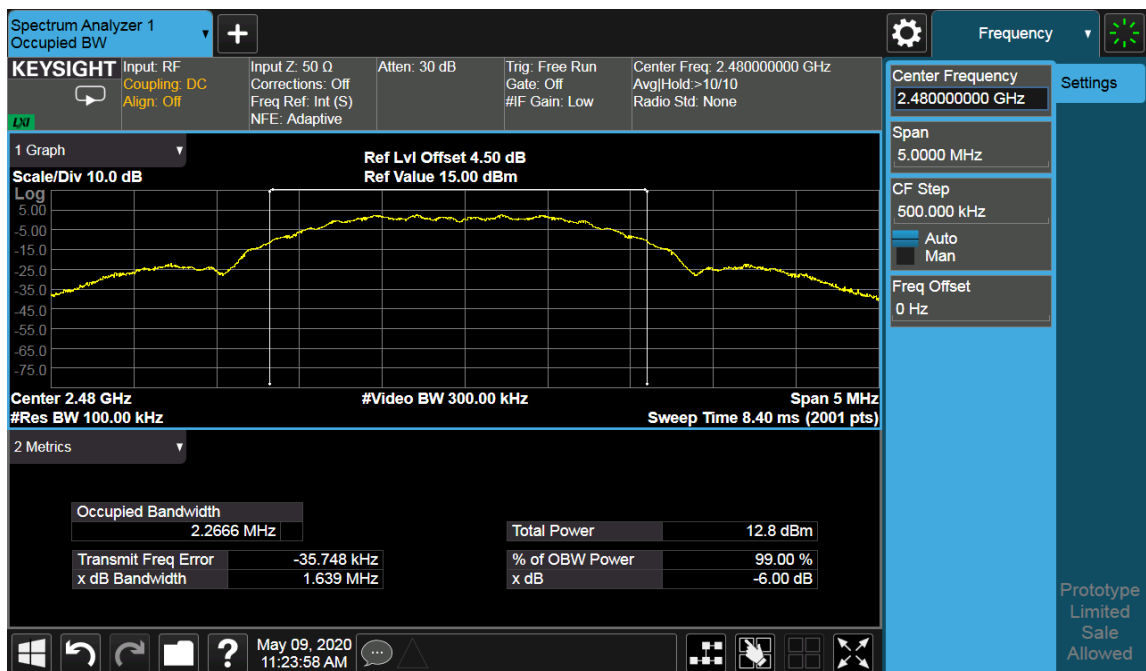 Spectrum Analyzer 1
Occupied BW
Frequency
KEYSIGHT
Input: RF
Coupling: DC
Align: Off
Input Z: 50 Ω
Corrections: Off
Freq Ref: Int (S)
NFE: Adaptive
Atten: 30 dB
Trig: Free Run
Gate: Off
#IF Gain: Low
Center Freq: 2.480000000 GHz
Avg|Hold:>10/10
Radio Std: None
LXI
Center Frequency
2.480000000 GHz
Settings
Span
5.0000 MHz
CF Step
500.000 kHz
Auto
Man
Freq Offset
0 Hz
1 Graph
Scale/Div 10.0 dB
Ref Lvl Offset 4.50 dB
Ref Value 15.00 dBm
Log
5.00
-5.00
-15.0
-25.0
-35.0
-45.0
-55.0
-65.0
-75.0
Center 2.48 GHz
#Video BW 300.00 kHz
Span 5 MHz
#Res BW 100.00 kHz
Sweep Time 8.40 ms (2001 pts)
2 Metrics
Occupied Bandwidth
2.2666 MHz
Total Power 12.8 dBm
Transmit Freq Error -35.748 kHz
% of OBW Power 99.00 %
x dB Bandwidth 1.639 MHz
x dB -6.00 dB
Prototype
Limited
Sale
Allowed
?
May 09, 2020
11:23:58 AM